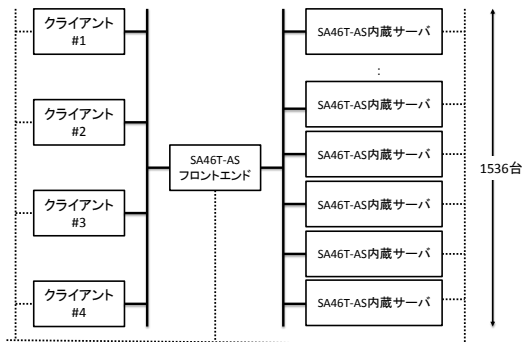 クライアント
#1
クライアント
#2
クライアント
#3
クライアント
#4
SA46T-AS
フロントエンド
SA46T-AS内蔵サーバ
:
SA46T-AS内蔵サーバ
SA46T-AS内蔵サーバ
SA46T-AS内蔵サーバ
SA46T-AS内蔵サーバ
SA46T-AS内蔵サーバ
1536台